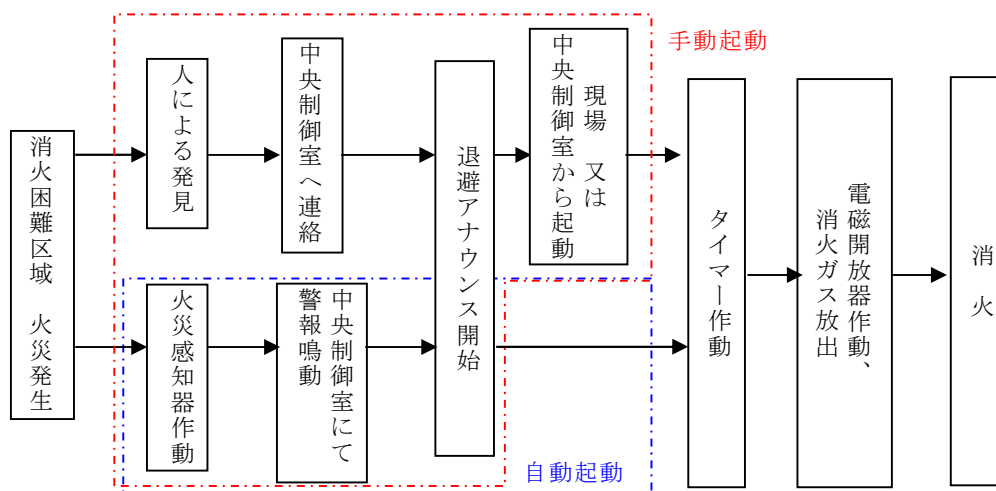 手動起動
消火困難区域　火災発生
人による発見
中央制御室へ連絡
退避アナウンス開始
現場　又は
中央制御室から起動
火災感知器作動
中央制御室にて
警報鳴動
自動起動
タイマー作動
電磁開放器作動、
消火ガス放出
消　火